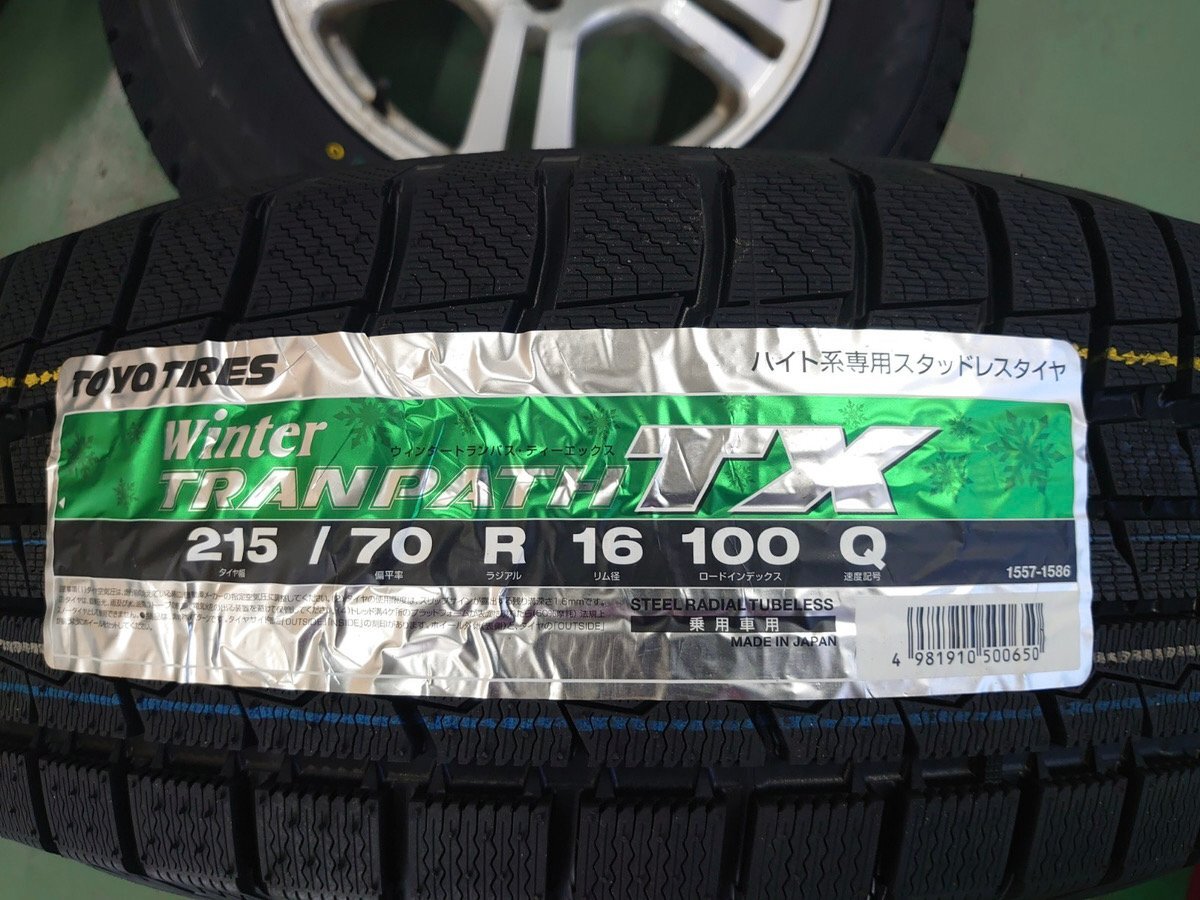 TOYO TIRES
ハイト系専用スタッドレスタイヤ
Winter
ウィンタートランパス・ティーエックス
TRANPATH TX
215 / 70 R 16 100 Q
タイヤ幅 偏平率 ラジアル リム径 ロードインデックス 速度記号
1557-1586
STEEL RADIAL TUBELESS
乗用車用
MADE IN JAPAN
4 981910 500650